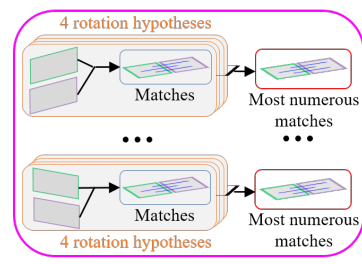 4 rotation hypotheses
Matches
Most numerous
matches
Matches
Most numerous
matches
4 rotation hypotheses